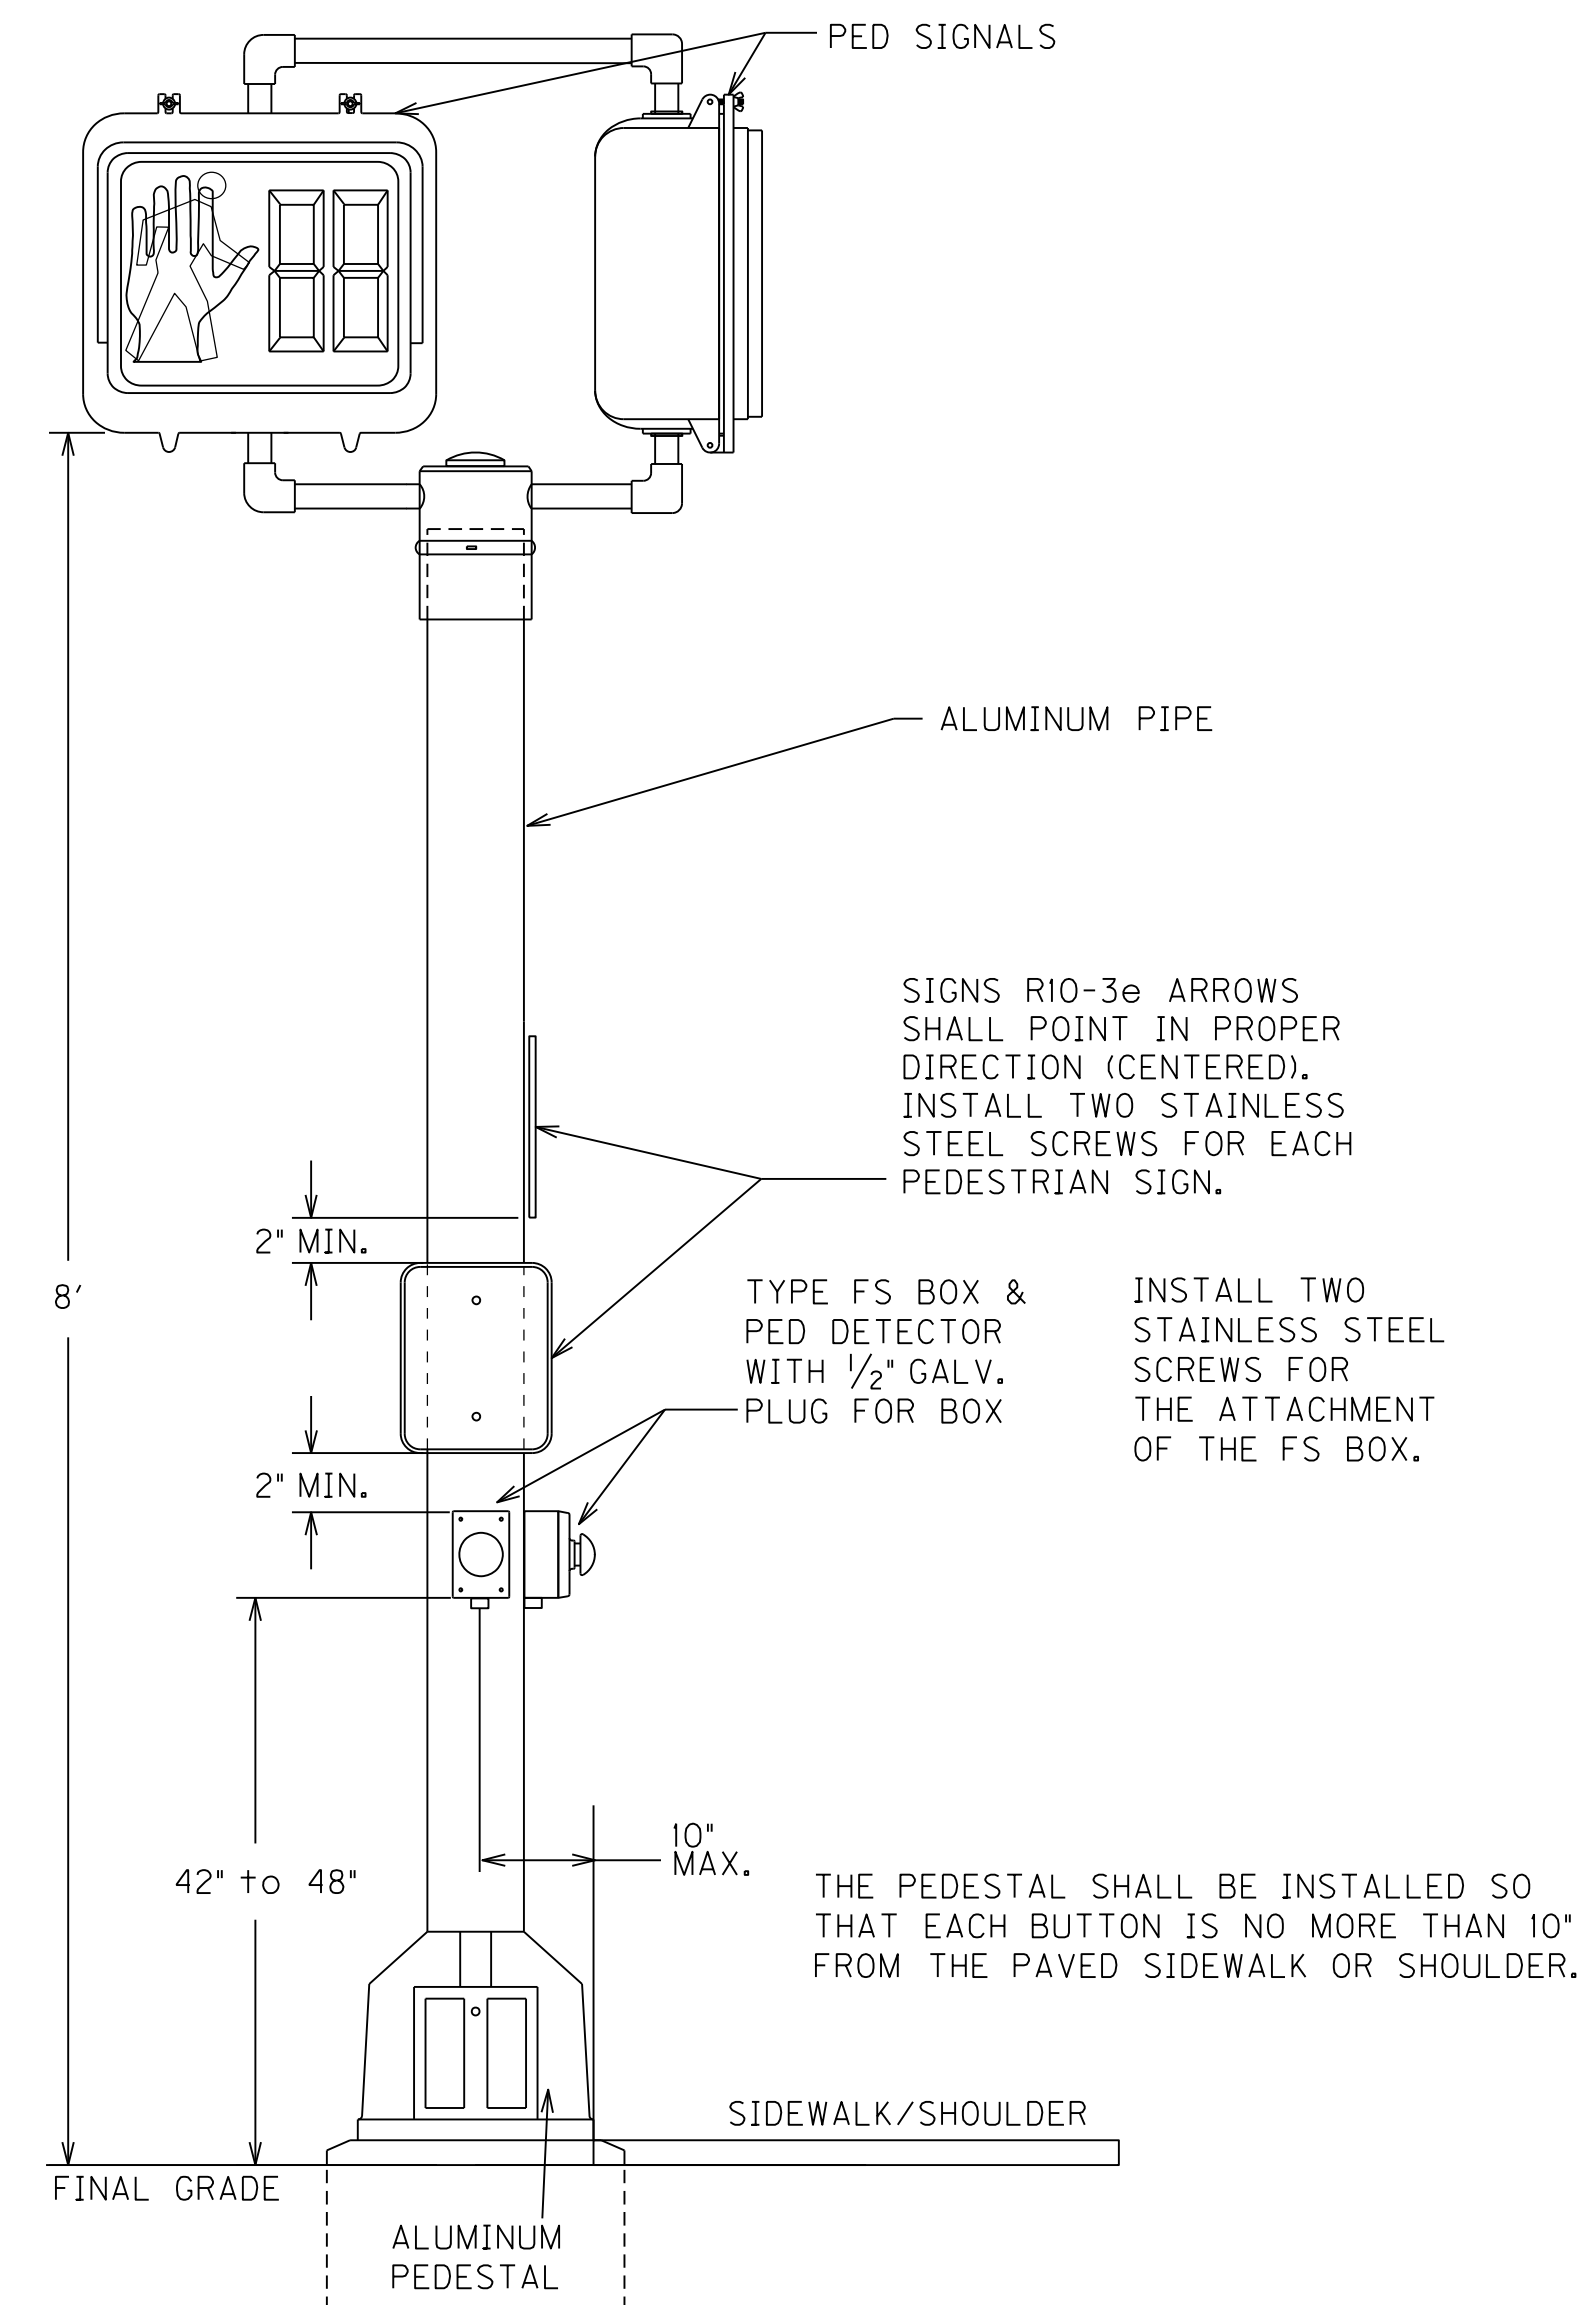 PED SIGNALS
ALUMINUM PIPE
SIGNS R10-3e ARROWS
SHALL POINT IN PROPER
DIRECTION (CENTERED).
INSTALL TWO STAINLESS
STEEL SCREWS FOR EACH
PEDESTRIAN SIGN.
2" MIN.
8'
TYPE FS BOX &
PED DETECTOR
WITH 1/2" GALV.
PLUG FOR BOX
INSTALL TWO
STAINLESS STEEL
SCREWS FOR
THE ATTACHMENT
OF THE FS BOX.
2" MIN.
10"
MAX.
42" to 48"
THE PEDESTAL SHALL BE INSTALLED SO
THAT EACH BUTTON IS NO MORE THAN 10"
FROM THE PAVED SIDEWALK OR SHOULDER.
SIDEWALK/SHOULDER
FINAL GRADE
ALUMINUM
PEDESTAL